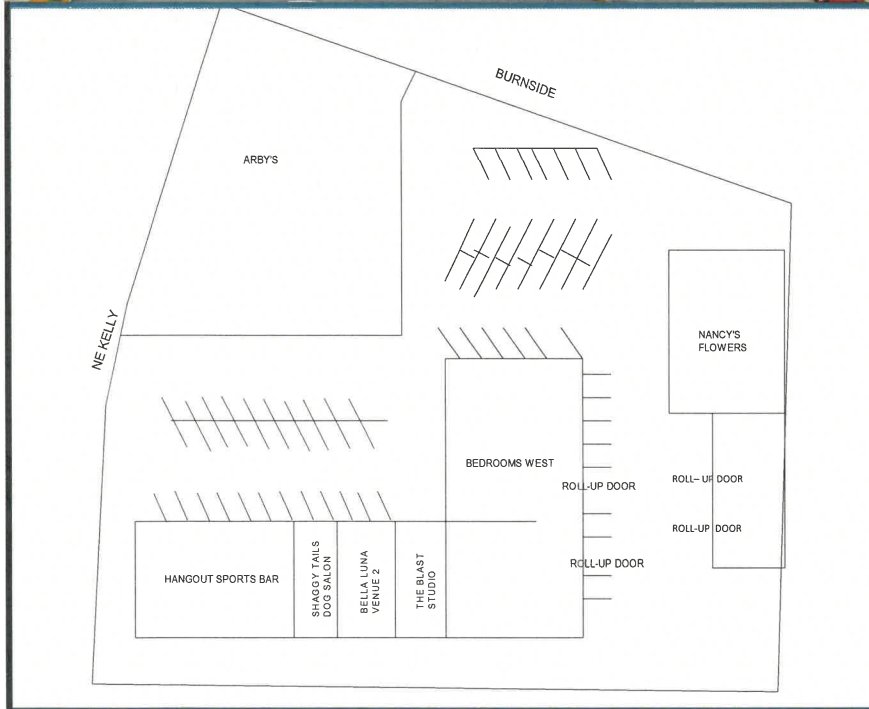 BURNSIDE
ARBY'S
NE KELLY
NANCY'S
FLOWERS
BEDROOMS WEST
ROLL-UP DOOR
ROLL-UP DOOR
ROLL-UP DOOR
ROLL-UP DOOR
HANGOUT SPORTS BAR
SHAGGY TAILS
DOG SALON
BELLA LUNA
VENUE 2
THE BLAST
STUDIO